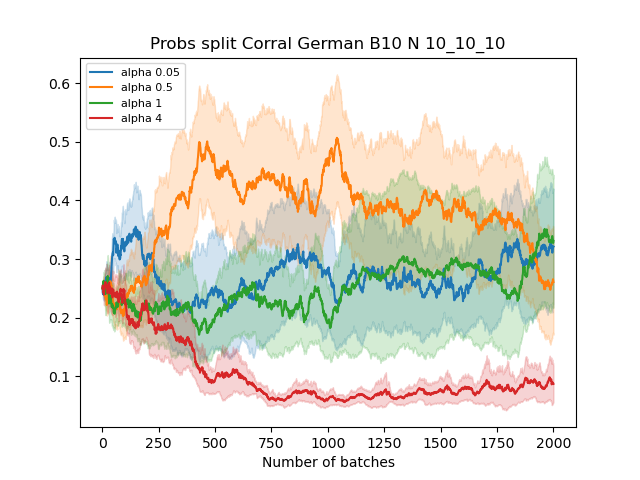 Probs split Corral German B10 N 10_10_10
alpha 0.05
alpha 0.5
alpha 1
alpha 4
0.6
0.5
0.4
0.3
0.2
0.1
0 250 500 750 1000 1250 1500 1750 2000
Number of batches